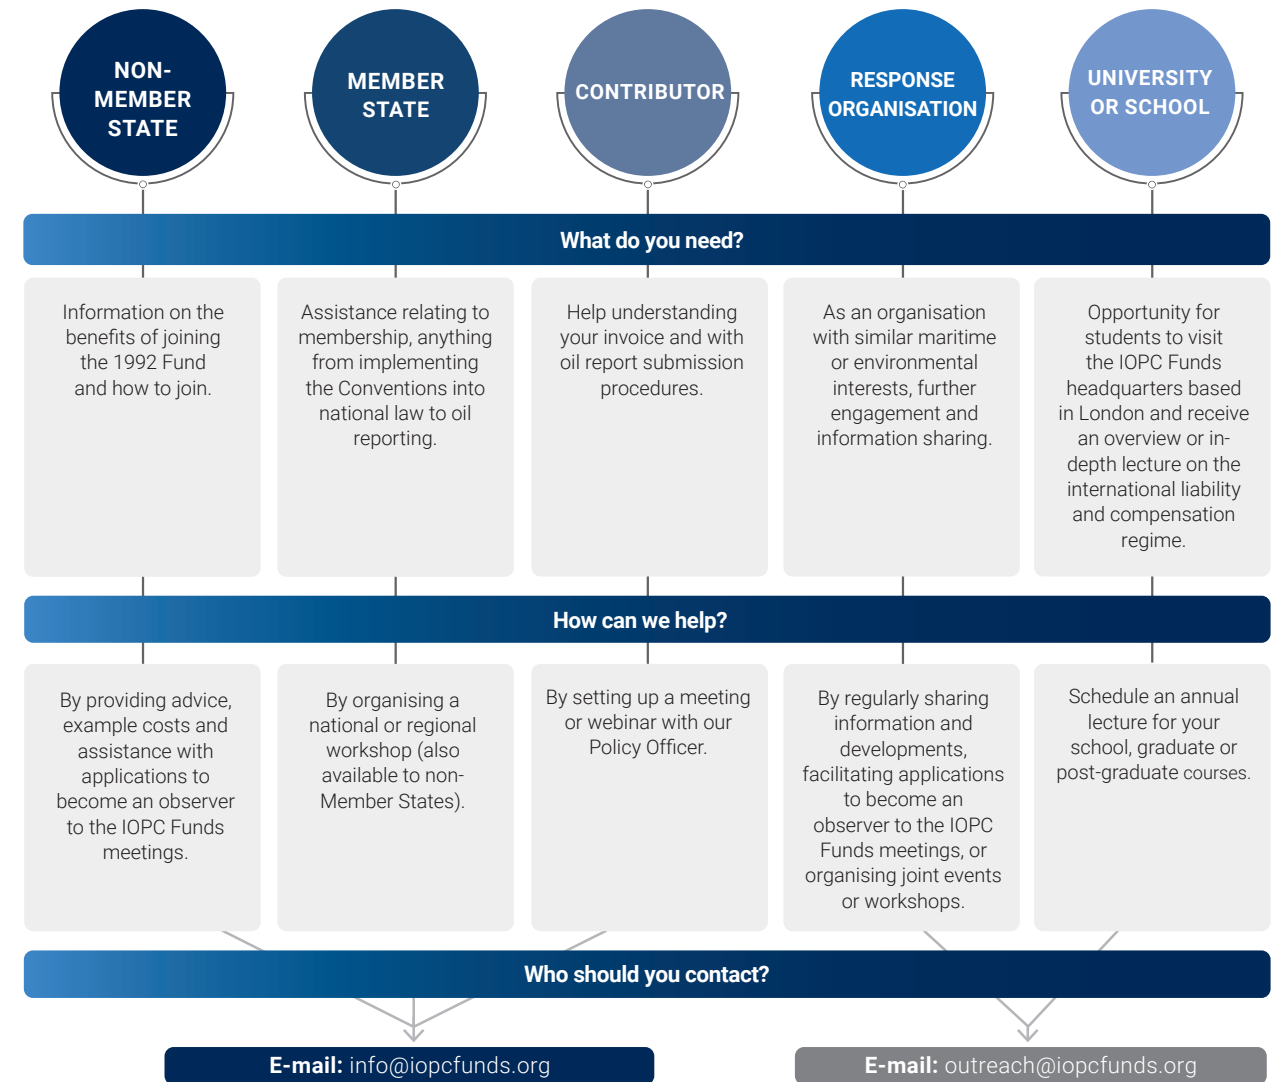 NON-
MEMBER
STATE
MEMBER
STATE
CONTRIBUTOR
RESPONSE
ORGANISATION
UNIVERSITY
OR SCHOOL
What do you need?
Information on the
benefits of joining
the 1992 Fund
and how to join.
Assistance relating to
membership, anything
from implementing
the Conventions into
national law to oil
reporting.
Help understanding
your invoice and with
oil report submission
procedures.
As an organisation
with similar maritime
or environmental
interests, further
engagement and
information sharing.
Opportunity for
students to visit
the IOPC Funds
headquarters based
in London and receive
an overview or in-
depth lecture on the
international liability
and compensation
regime.
How can we help?
By providing advice,
example costs and
assistance with
applications to
become an observer
to the IOPC Funds
meetings.
By organising a
national or regional
workshop (also
available to non-
Member States).
By setting up a meeting
or webinar with our
Policy Officer.
By regularly sharing
information and
developments,
facilitating applications
to become an
observer to the IOPC
Funds meetings, or
organising joint events
or workshops.
Schedule an annual
lecture for your
school, graduate or
post-graduate courses.
Who should you contact?
E-mail: info@iopcfunds.org
E-mail: outreach@iopcfunds.org